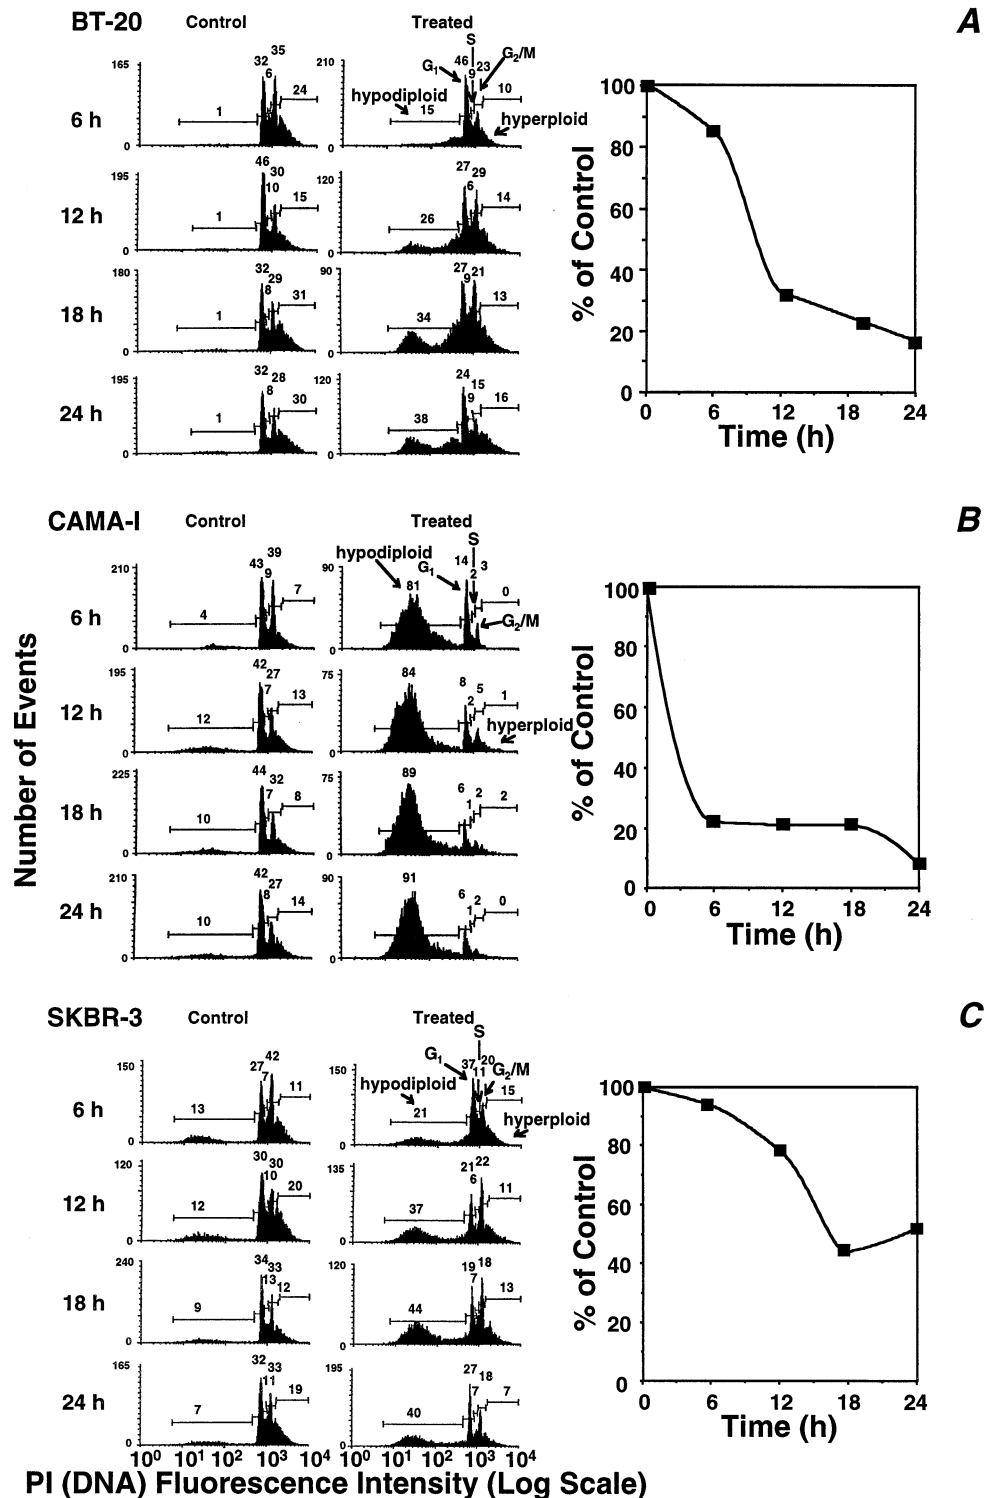 BT-20 Control Treated A
165 32 35 6 24 1 0
6 h
210 S G1 46 9 23 G2/M 10 hypodiploid 15 hyperploid 0
195 46 30 10 15 1 0
12 h
120 27 29 6 14 26 0
180 32 29 8 31 1 0
18 h
90 27 9 21 13 34 0
195 32 28 8 30 1 0
24 h
120 24 15 9 16 38 0
% of Control
100
80
60
40
20
0
0 6 12 18 24
Time (h)
CAMA-I Control Treated B
210 43 39 9 7 4 0
6 h
90 hypodiploid 81 G1 14 S 2 3 0 G2/M 0
195 42 27 7 13 12 0
12 h
75 84 8 2 5 1 hyperploid 0
225 44 32 7 8 10 0
18 h
75 89 6 1 2 2 0
210 42 27 8 14 10 0
24 h
90 91 6 1 2 0 0
Number of Events
% of Control
100
80
60
40
20
0
0 6 12 18 24
Time (h)
SKBR-3 Control Treated C
150 27 42 7 11 13 0
6 h
150 S G1 37 11 20 G2/M 15 hypodiploid 21 hyperploid 0
120 30 30 10 20 12 0
12 h
135 21 22 6 11 37 0
240 34 33 13 12 9 0
18 h
120 19 18 7 13 44 0
165 32 33 11 19 7 0
24 h
195 27 18 7 7 40 0
10^0 10^1 10^2 10^3 10^4 10^0 10^1 10^2 10^3 10^4
PI (DNA) Fluorescence Intensity (Log Scale)
% of Control
100
80
60
40
20
0
0 6 12 18 24
Time (h)